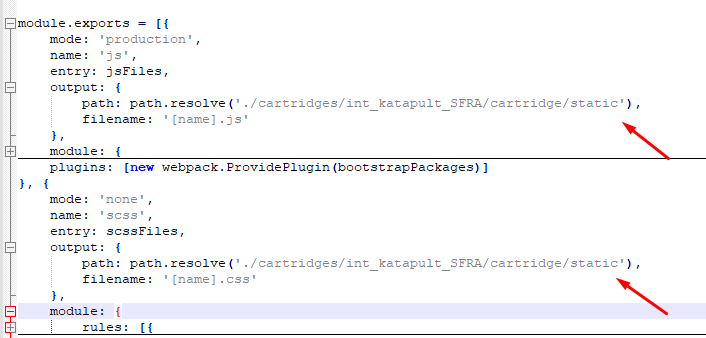 module.exports = [{
    mode: 'production',
    name: 'js',
    entry: jsFiles,
    output: {
        path: path.resolve('./cartridges/int_katapult_SFRA/cartridge/static'),
        filename: '[name].js'
    },
    module: {
    plugins: [new webpack.ProvidePlugin(bootstrapPackages)]
}, {
    mode: 'none',
    name: 'scss',
    entry: scssFiles,
    output: {
        path: path.resolve('./cartridges/int_katapult_SFRA/cartridge/static'),
        filename: '[name].css'
    },
    module: {
        rules: [{